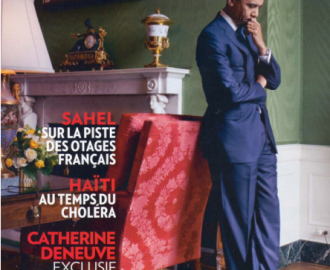 SAHEL
SUR LA PISTE
DES OTAGES
FRANÇAIS
HAÏTI
AU TEMPS DU
CHOLÉRA
CATHERINE
DENEUVE
EXCLUSIF